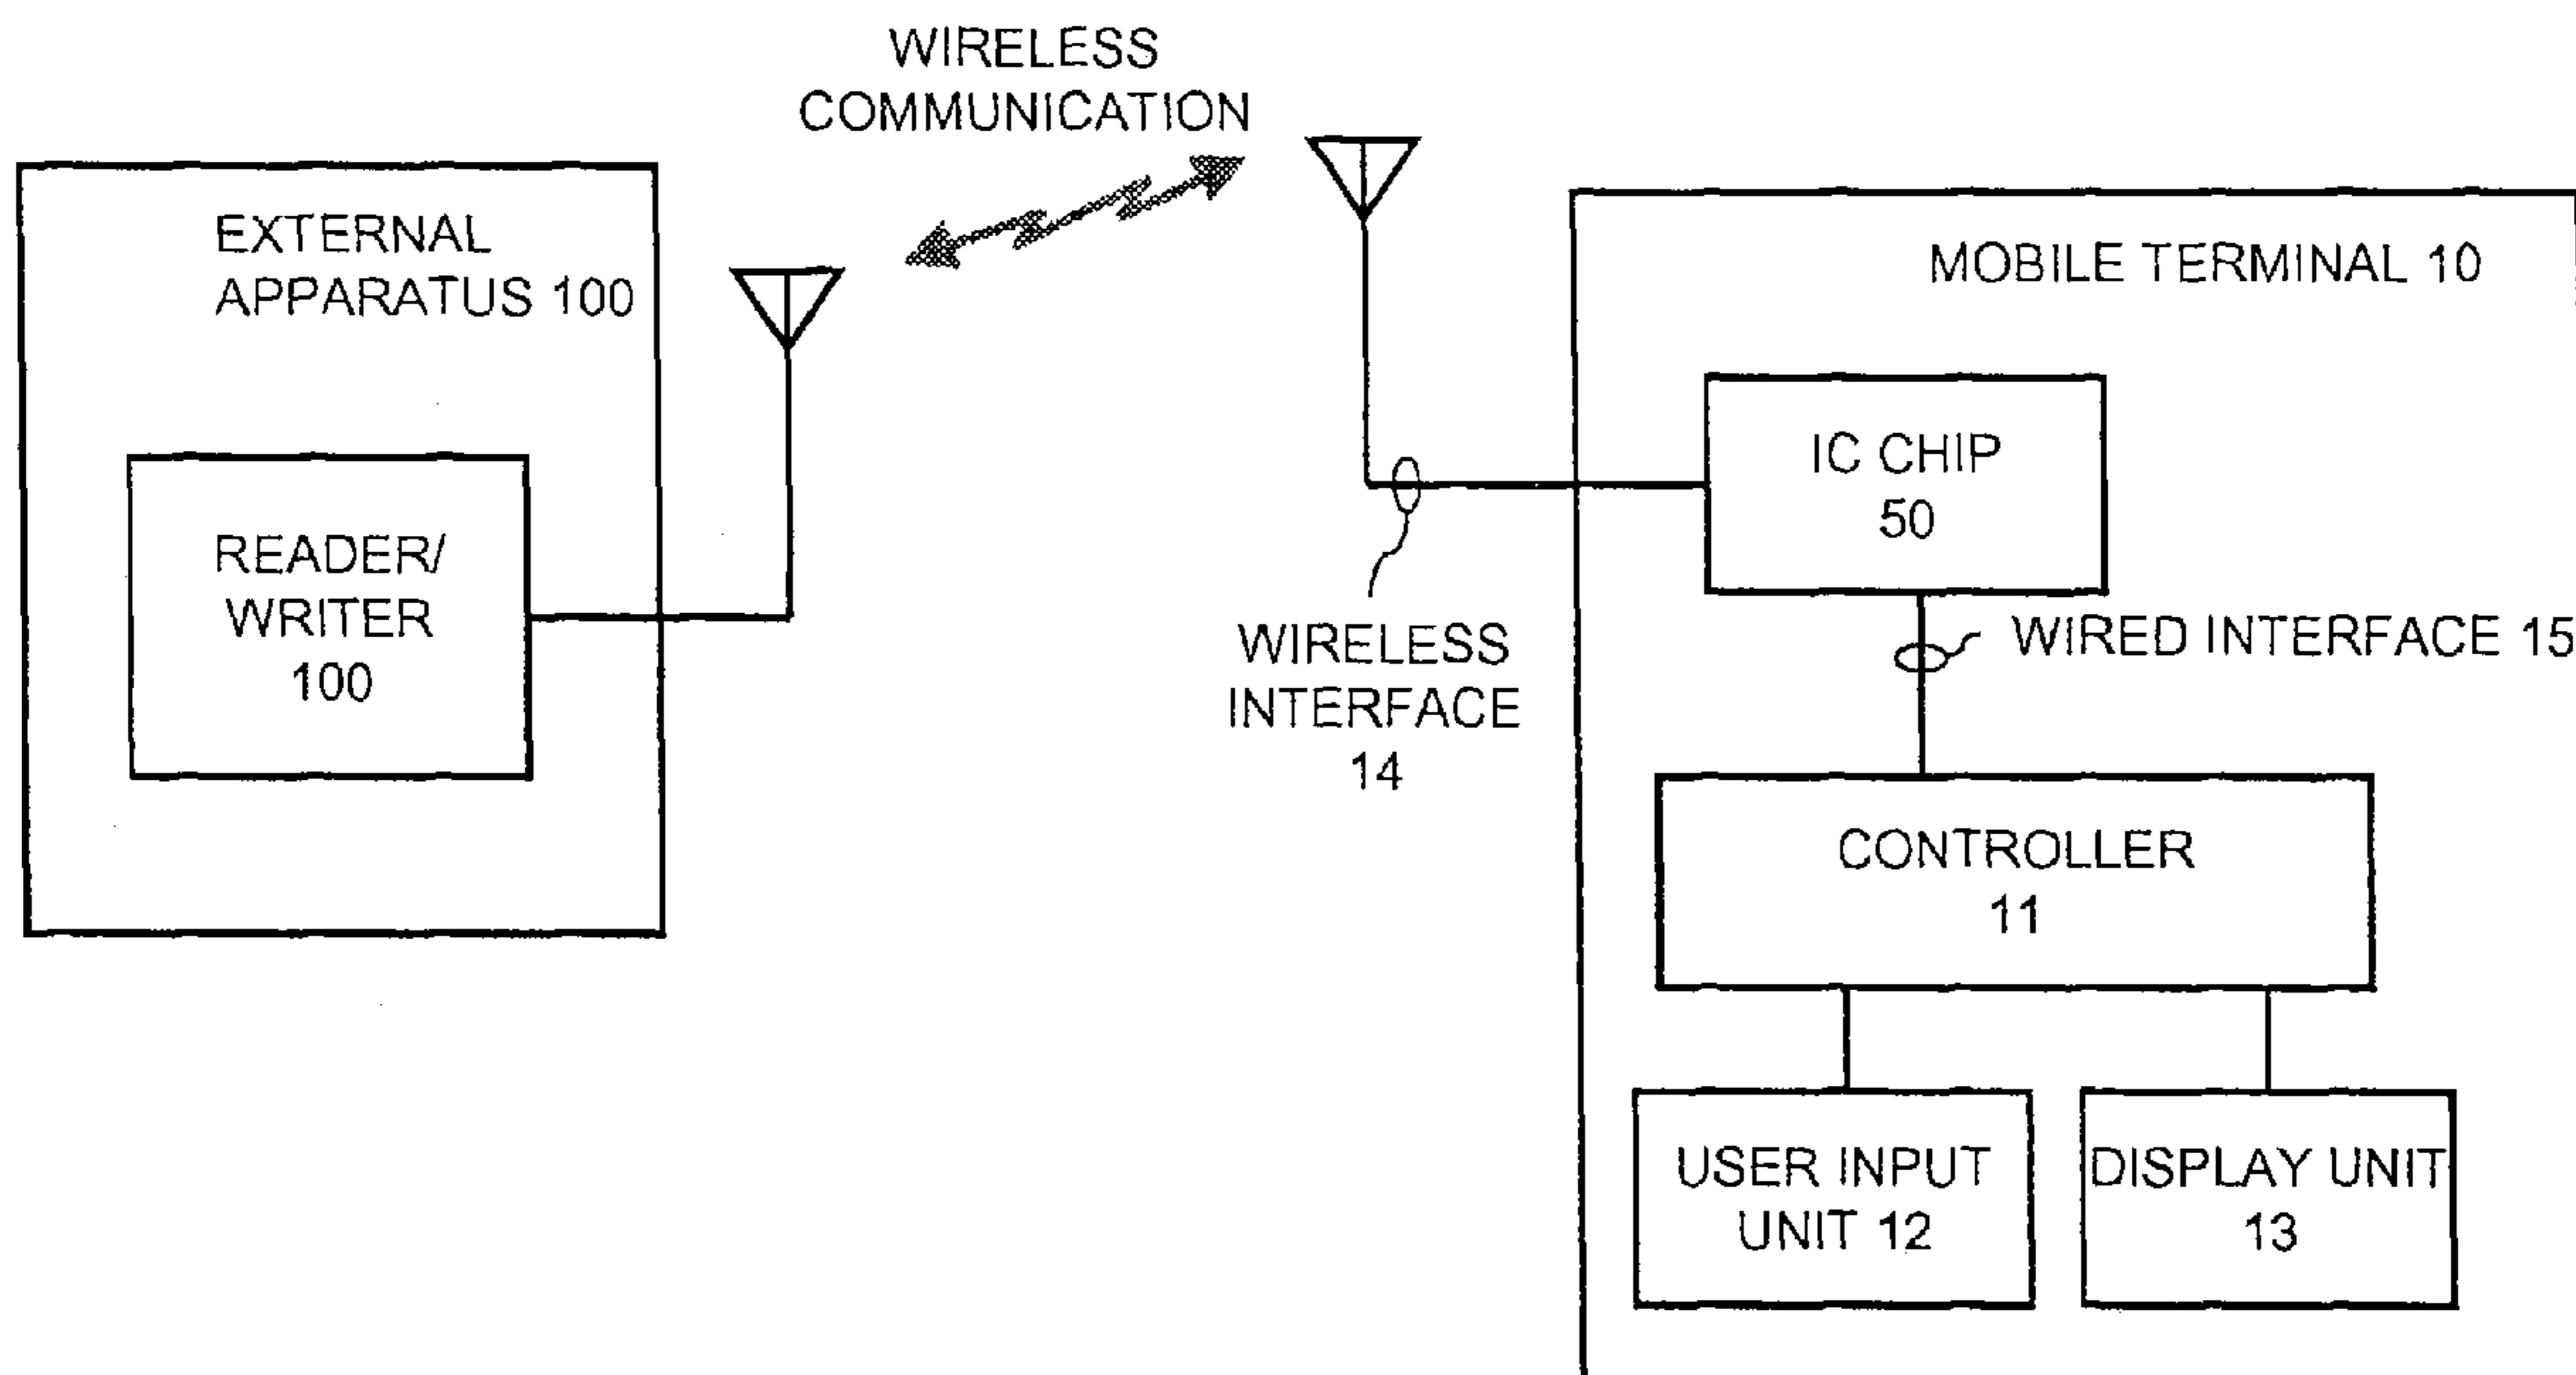 WIRELESS
COMMUNICATION
EXTERNAL
APPARATUS 100
READER/
WRITER
100
WIRELESS
INTERFACE
14
MOBILE TERMINAL 10
IC CHIP
50
WIRED INTERFACE 15
CONTROLLER
11
USER INPUT
UNIT 12
DISPLAY UNIT
13